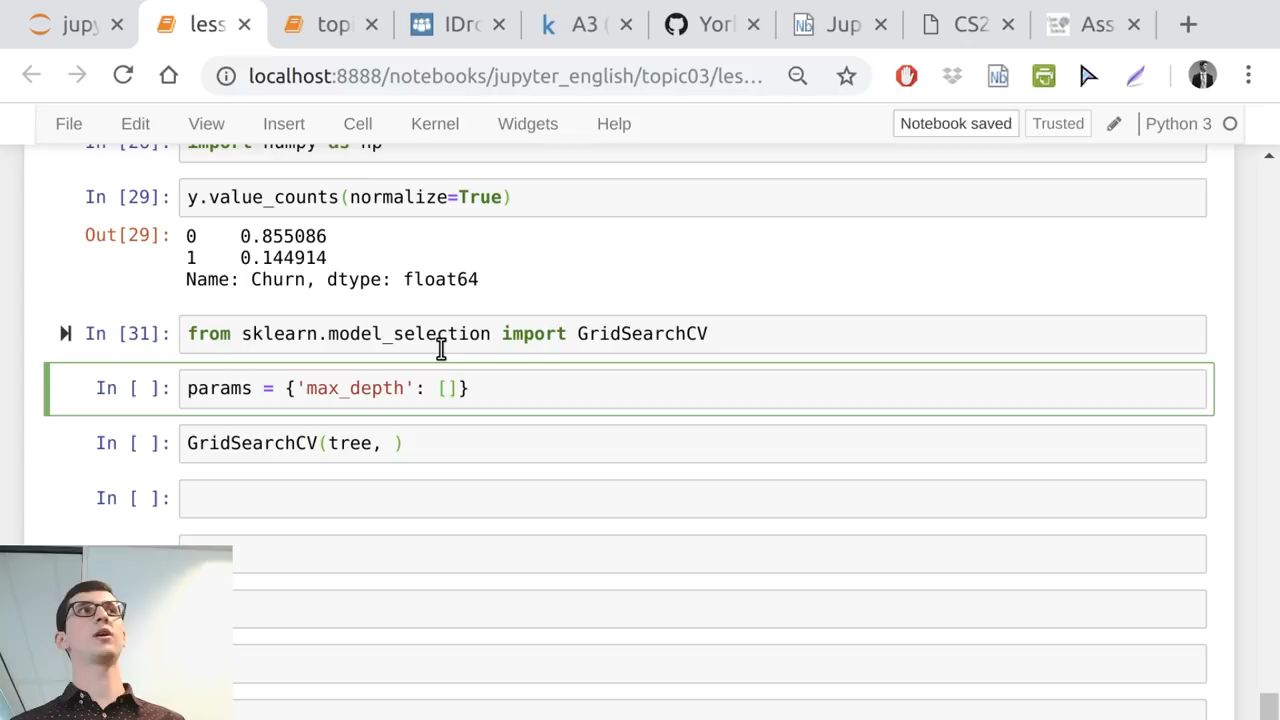 jupy
less
top
IDro
A3 (
York
Jup
CS2
Ass
localhost:8888/notebooks/jupyter_english/topic03/les...
File Edit View Insert Cell Kernel Widgets Help
Notebook saved Trusted Python 3
In [28]: import numpy as np
In [29]: y.value_counts(normalize=True)
Out[29]: 0 0.855086
1 0.144914
Name: Churn, dtype: float64
In [31]: from sklearn.model_selection import GridSearchCV
In [ ]: params = {'max_depth': []}
In [ ]: GridSearchCV(tree, )
In [ ]: